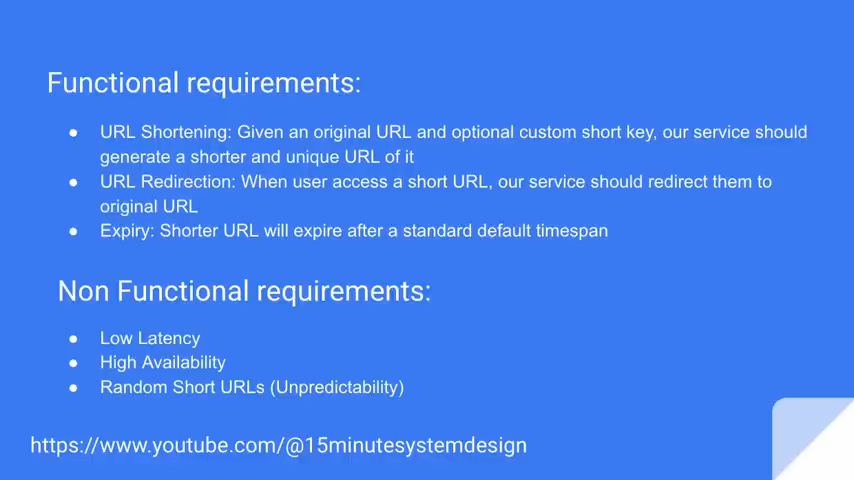 Functional requirements:
● URL Shortening: Given an original URL and optional custom short key, our service should
generate a shorter and unique URL of it
● URL Redirection: When user access a short URL, our service should redirect them to
original URL
● Expiry: Shorter URL will expire after a standard default timespan
Non Functional requirements:
● Low Latency
● High Availability
● Random Short URLs (Unpredictability)
https://www.youtube.com/@15minutesystemdesign